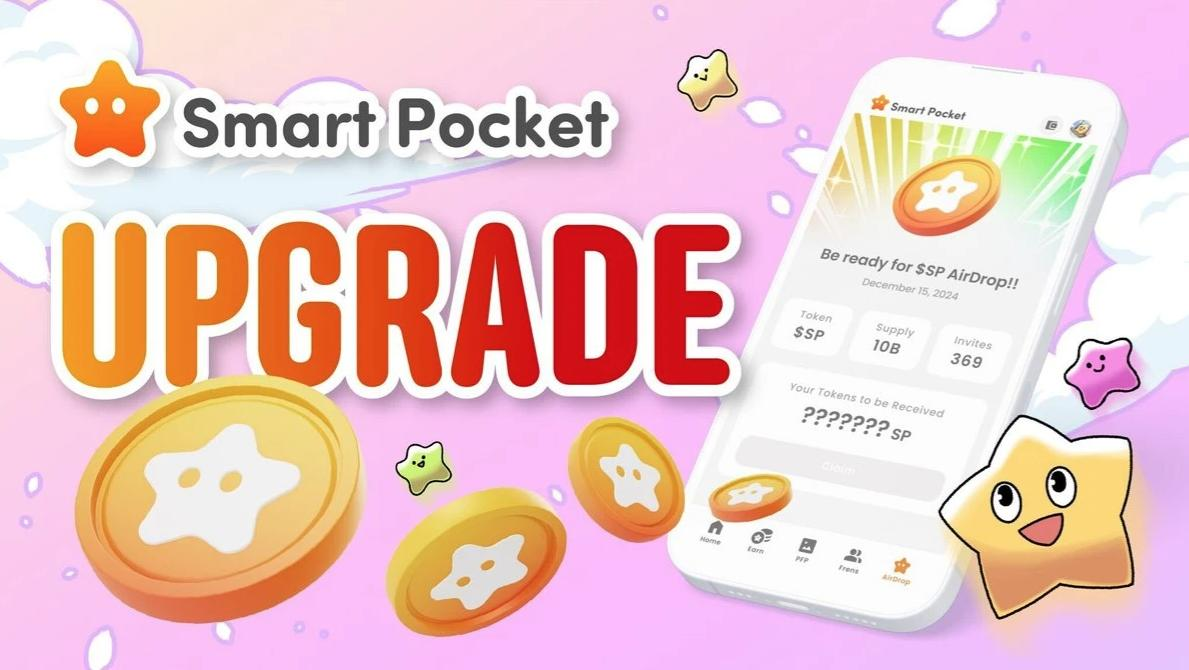 Smart Pocket
UPGRADE
Smart Pocket
Be ready for $SP AirDrop!!
December 15, 2024
Token
$SP
Supply
10B
Invites
369
Your Tokens to be Received
??????? SP
Claim
Home
Earn
PFP
Frens
AirDrop